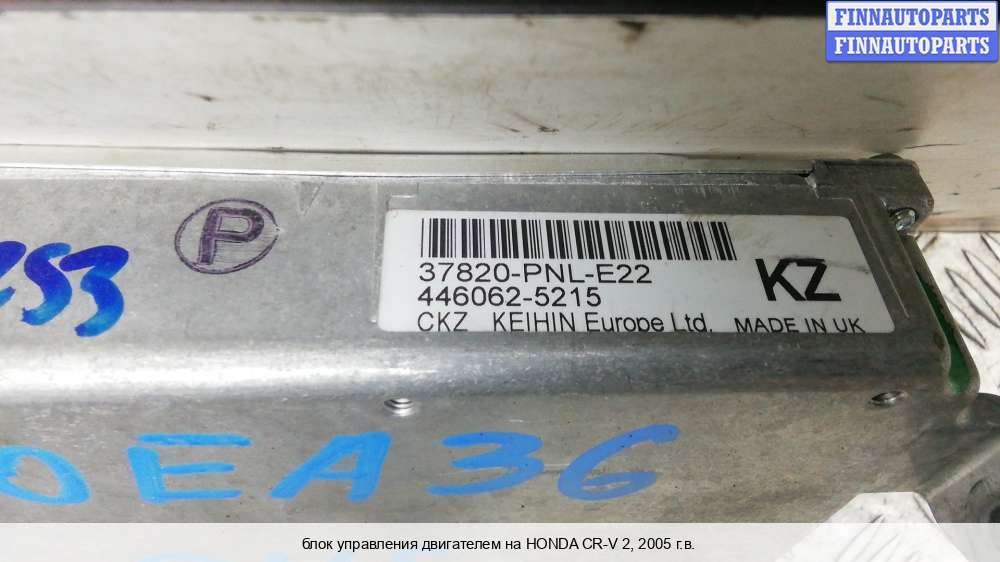 FINNAUTOPARTS
FINNAUTOPARTS
P
253
37820-PNL-E22
446062-5215
KZ
CKZ KEIHIN Europe Ltd. MADE IN UK
0EA36
блок управления двигателем на HONDA CR-V 2, 2005 г.в.